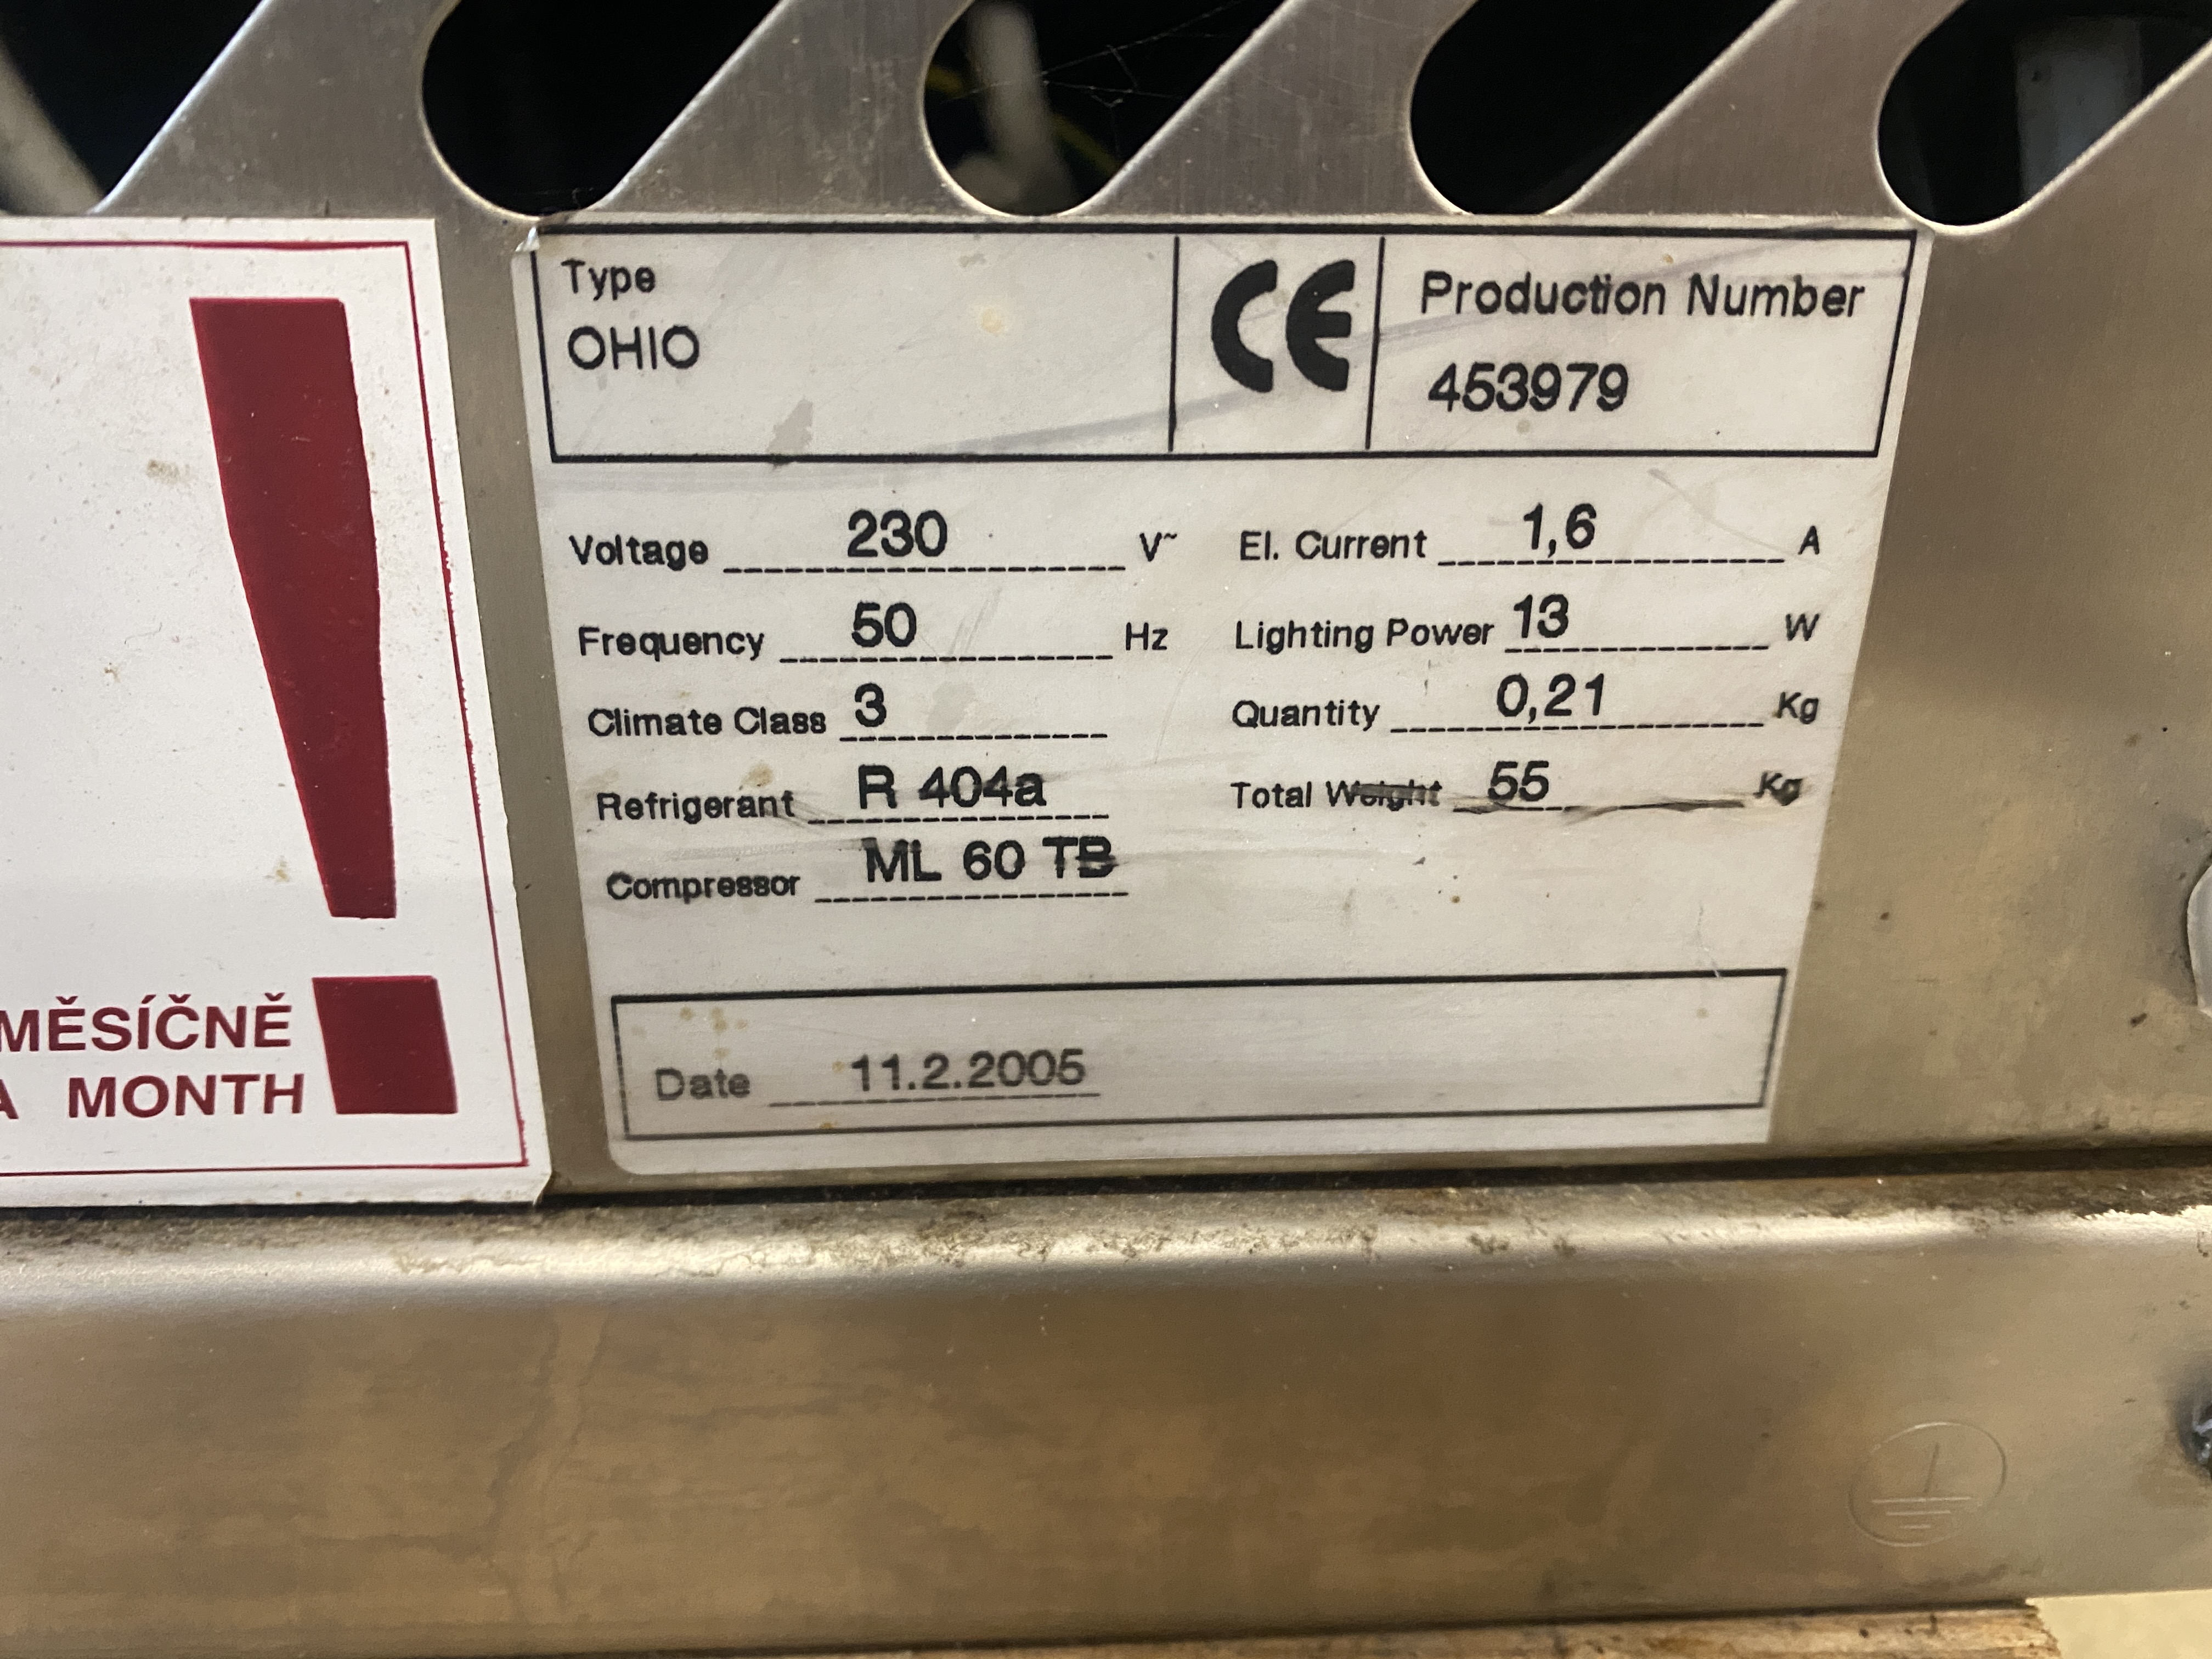 Type
OHIO
CE
Production Number
453979
Voltage 230 V~
El. Current 1,6 A
Frequency 50 Hz
Lighting Power 13 W
Climate Class 3
Quantity 0,21 Kg
Refrigerant R 404a
Total Weight 55 Kg
Compressor ML 60 TB
Date 11.2.2005
!
MĚSÍČNĚ
A MONTH